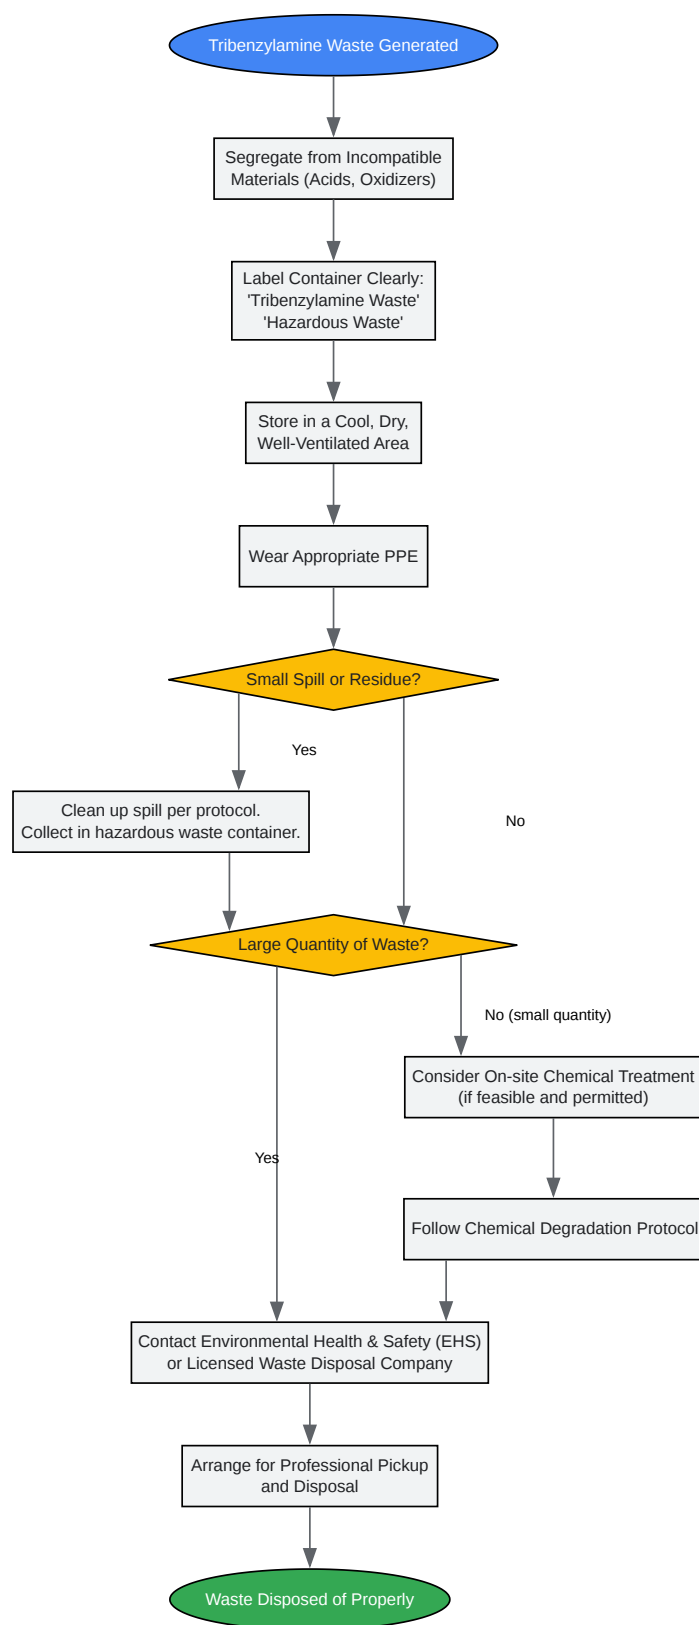 Tribenzylamine Waste Generated
Segregate from Incompatible
Materials (Acids, Oxidizers)
Label Container Clearly:
'Tribenzylamine Waste'
'Hazardous Waste'
Store in a Cool, Dry,
Well-Ventilated Area
Wear Appropriate PPE
Small Spill or Residue?
Yes
Clean up spill per protocol.
Collect in hazardous waste container.
No
Large Quantity of Waste?
No (small quantity)
Consider On-site Chemical Treatment
(if feasible and permitted)
Yes
Follow Chemical Degradation Protocol
Contact Environmental Health & Safety (EHS)
or Licensed Waste Disposal Company
Arrange for Professional Pickup
and Disposal
Waste Disposed of Properly